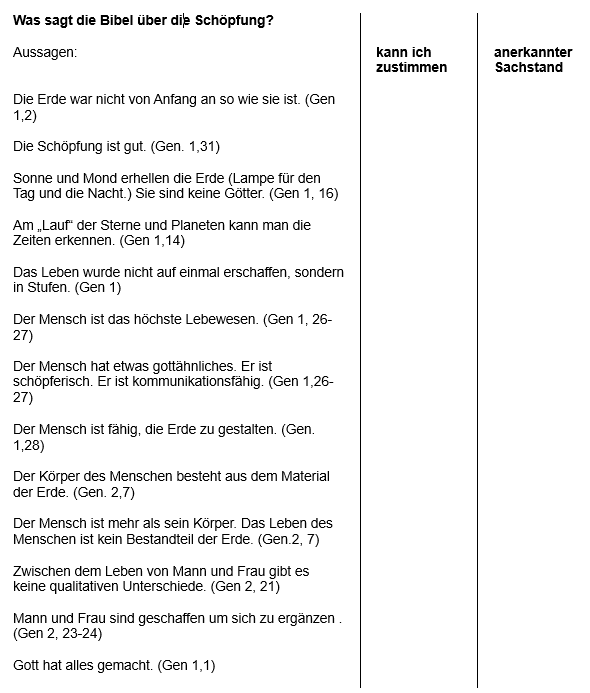 Was sagt die Bibel über die Schöpfung?
Aussagen:
kann ich
zustimmen
anerkannter
Sachstand
Die Erde war nicht von Anfang an so wie sie ist. (Gen
1,2)
Die Schöpfung ist gut. (Gen. 1,31)
Sonne und Mond erhellen die Erde (Lampe für den
Tag und die Nacht.) Sie sind keine Götter. (Gen 1, 16)
Am „Lauf“ der Sterne und Planeten kann man die
Zeiten erkennen. (Gen 1,14)
Das Leben wurde nicht auf einmal erschaffen, sondern
in Stufen. (Gen 1)
Der Mensch ist das höchste Lebewesen. (Gen 1, 26-
27)
Der Mensch hat etwas gottähnliches. Er ist
schöpferisch. Er ist kommunikationsfähig. (Gen 1,26-
27)
Der Mensch ist fähig, die Erde zu gestalten. (Gen.
1,28)
Der Körper des Menschen besteht aus dem Material
der Erde. (Gen. 2,7)
Der Mensch ist mehr als sein Körper. Das Leben des
Menschen ist kein Bestandteil der Erde. (Gen.2, 7)
Zwischen dem Leben von Mann und Frau gibt es
keine qualitativen Unterschiede. (Gen 2, 21)
Mann und Frau sind geschaffen um sich zu ergänzen .
(Gen 2, 23-24)
Gott hat alles gemacht. (Gen 1,1)